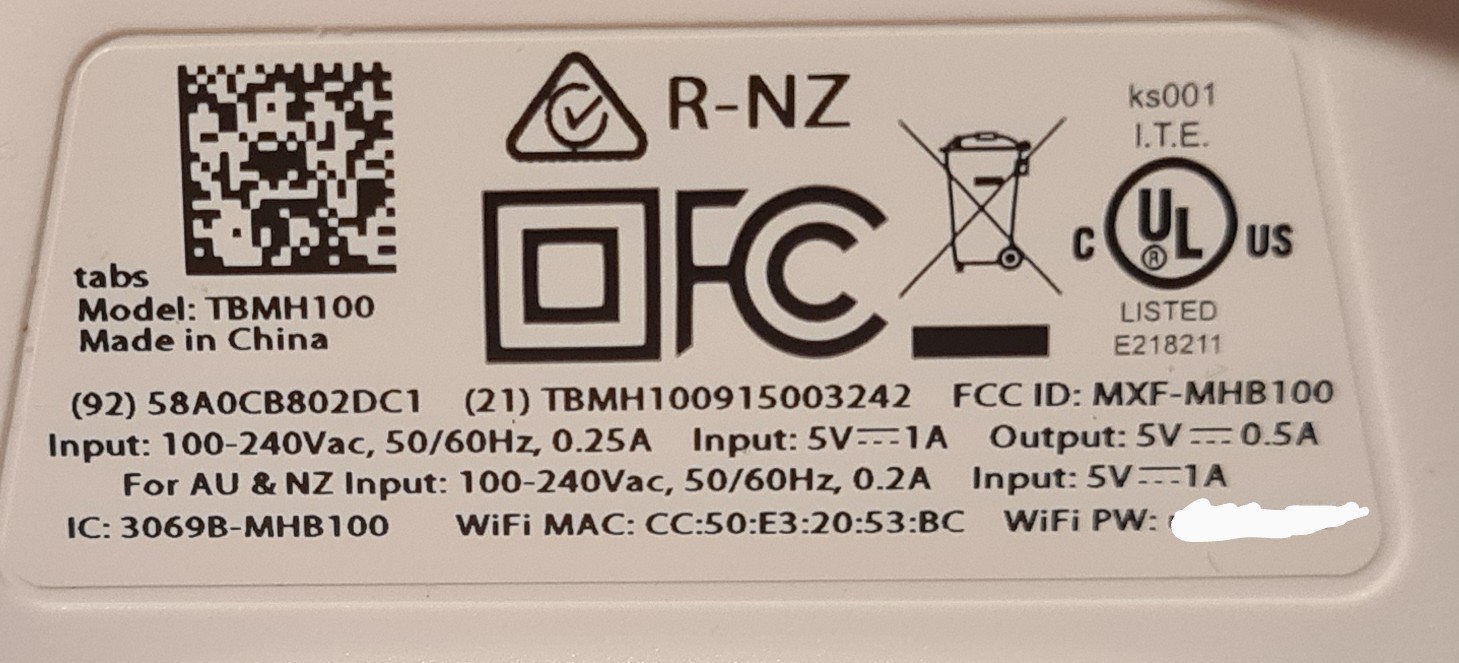 R-NZ
ks001
I.T.E.
FC
C UL® US
LISTED
E218211
tabs
Model: TBMH100
Made in China
(92) 58A0CB802DC1 (21) TBMH100915003242 FCC ID: MXF-MHB100
Input: 100-240Vac, 50/60Hz, 0.25A Input: 5V⎓1A Output: 5V⎓0.5A
For AU & NZ Input: 100-240Vac, 50/60Hz, 0.2A Input: 5V⎓1A
IC: 3069B-MHB100 WiFi MAC: CC:50:E3:20:53:BC WiFi PW: